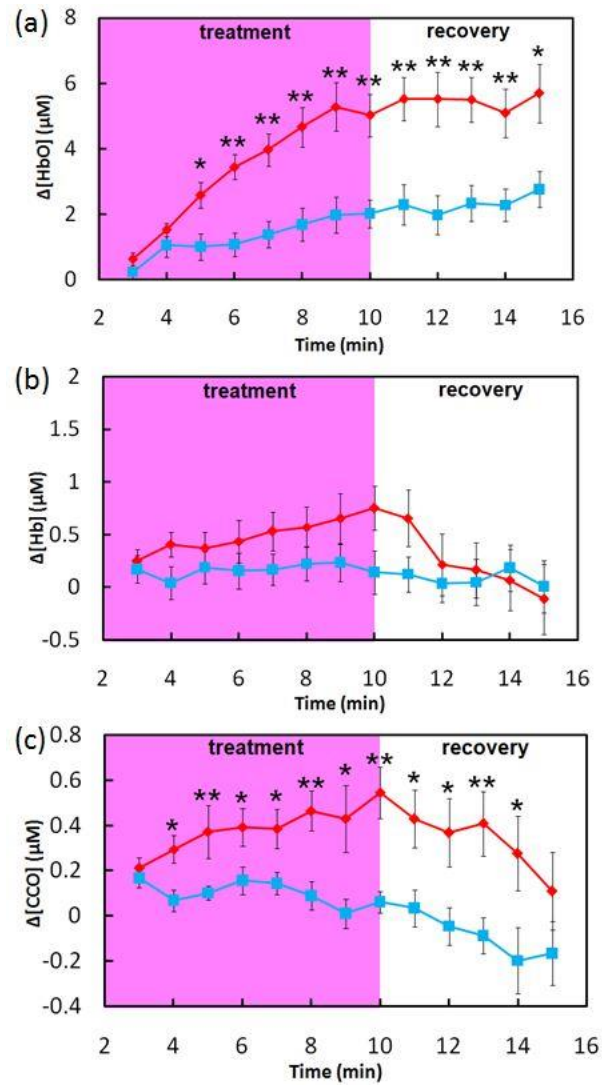 (a)
treatment recovery
* ** ** ** ** ** ** ** ** ** ** *
Δ[HbO] (µM)
8
6
4
2
0
2 4 6 8 10 12 14 16
Time (min)
(b)
treatment recovery
Δ[Hb] (µM)
2
1.5
1
0.5
0
-0.5
2 4 6 8 10 12 14 16
Time (min)
(c)
treatment recovery
* ** * * ** * ** * * ** *
Δ[CCO] (µM)
0.8
0.6
0.4
0.2
0
-0.2
-0.4
2 4 6 8 10 12 14 16
Time (min)